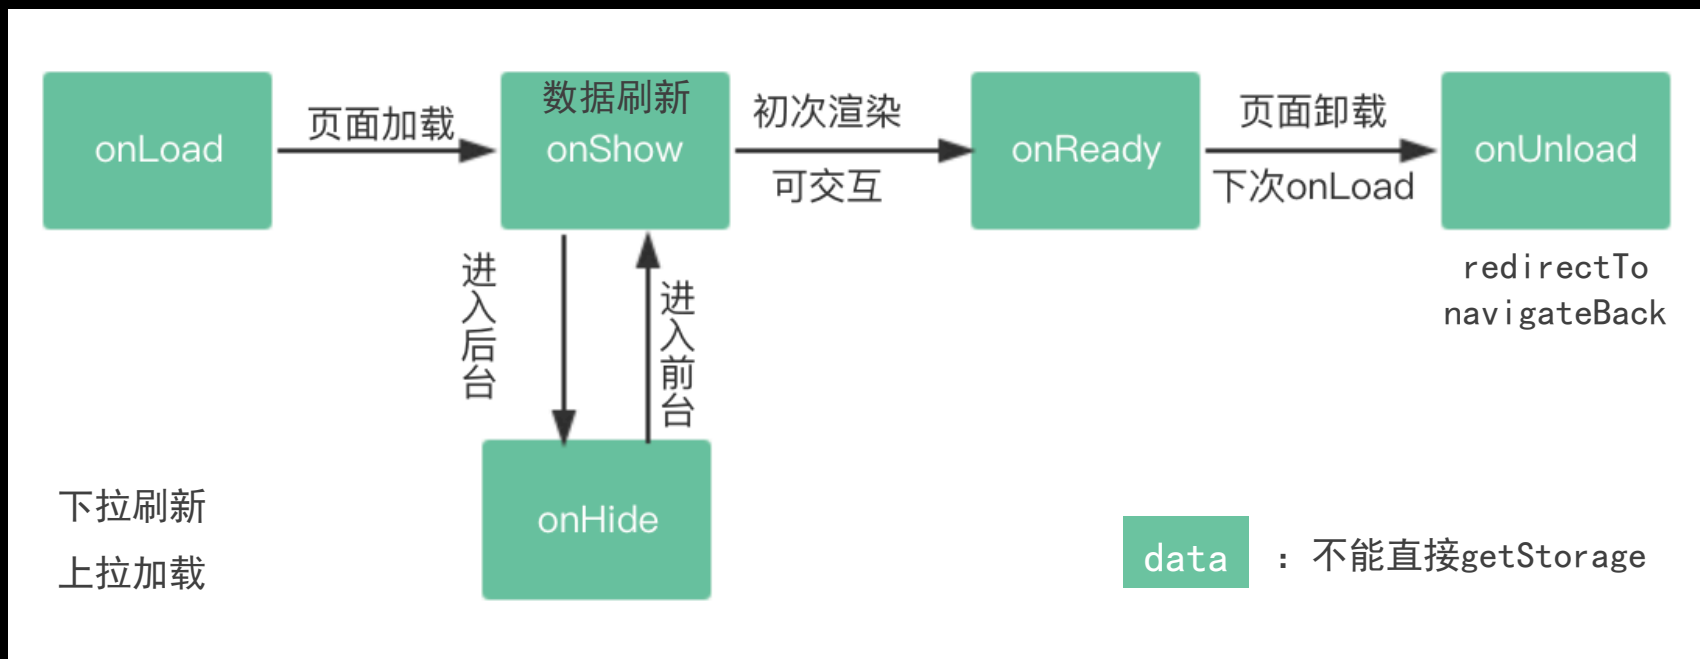 onLoad
页面加载
数据刷新
onShow
初次渲染
可交互
onReady
页面卸载
下次onLoad
onUnload
redirectTo
navigateBack
进入后台
进入前台
onHide
下拉刷新
上拉加载
data : 不能直接getStorage